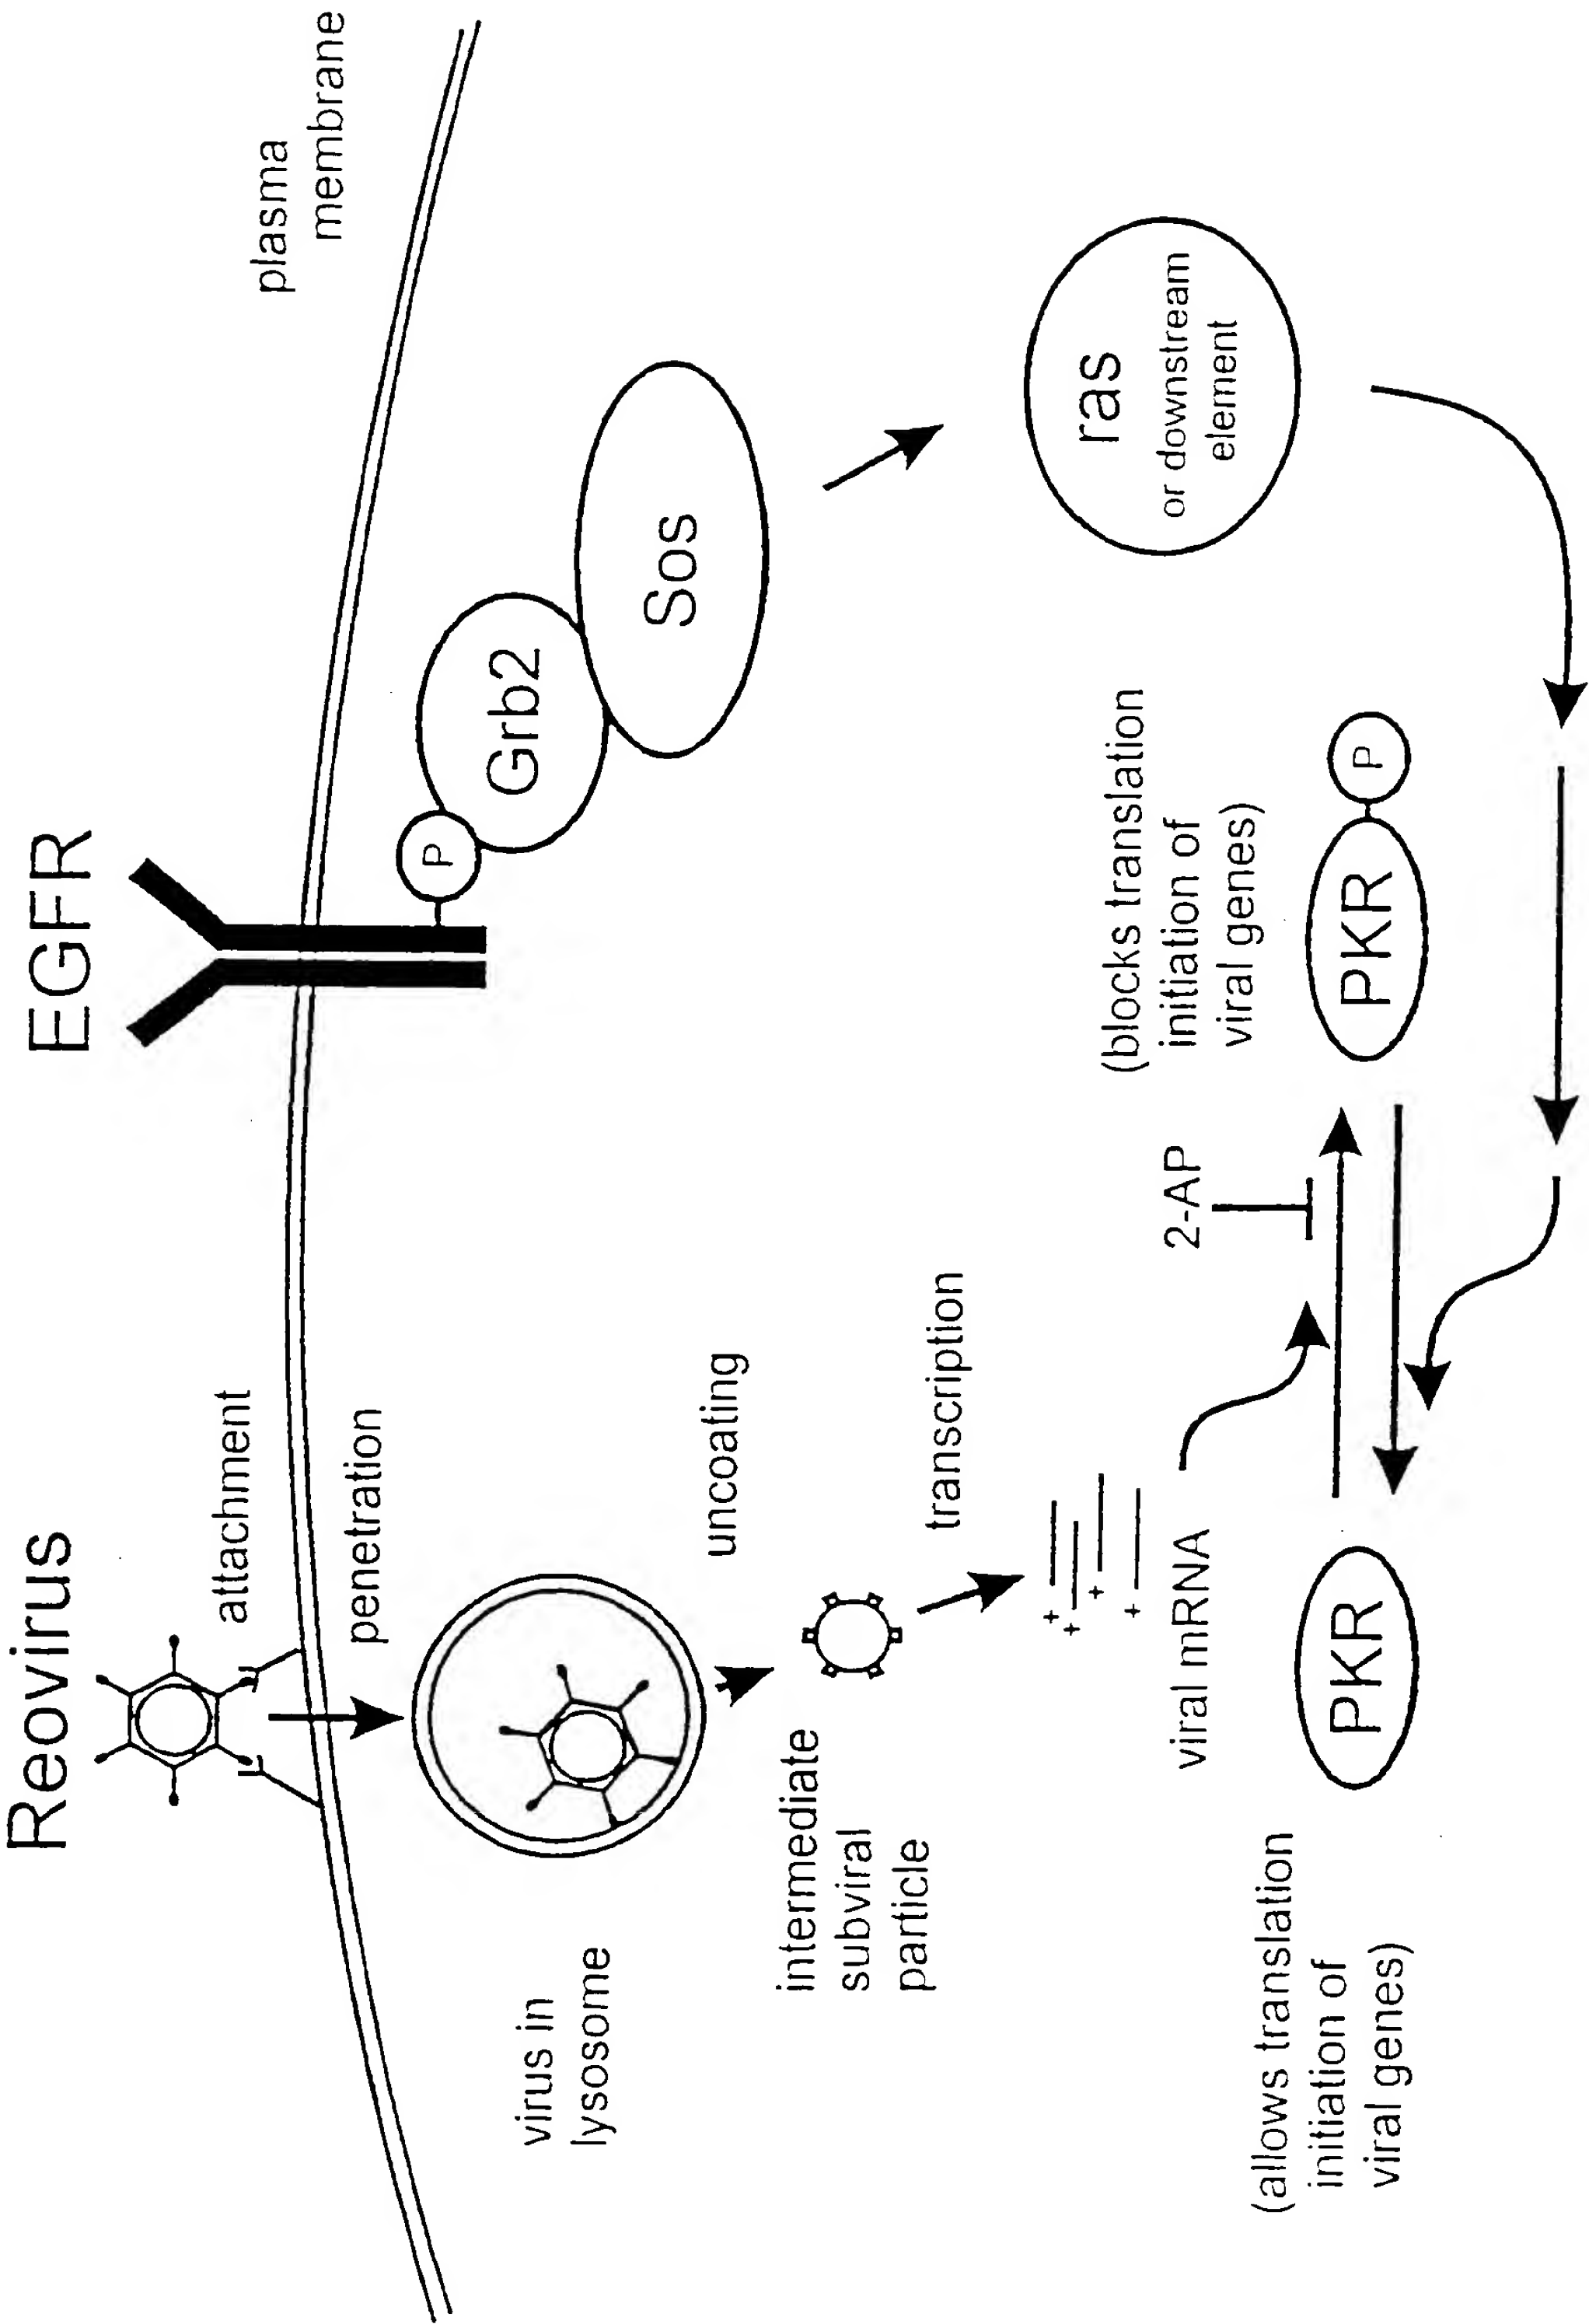 Reovirus
EGFR
attachment
plasma
membrane
penetration
P
Grb2
Sos
virus in
lysosome
uncoating
intermediate
subviral
particle
transcription
ras
or downstream
element
+
+
+
+
viral mRNA
2-AP
(blocks translation
initiation of
viral genes)
(allows translation
initiation of
viral genes)
PKR
PKR
P